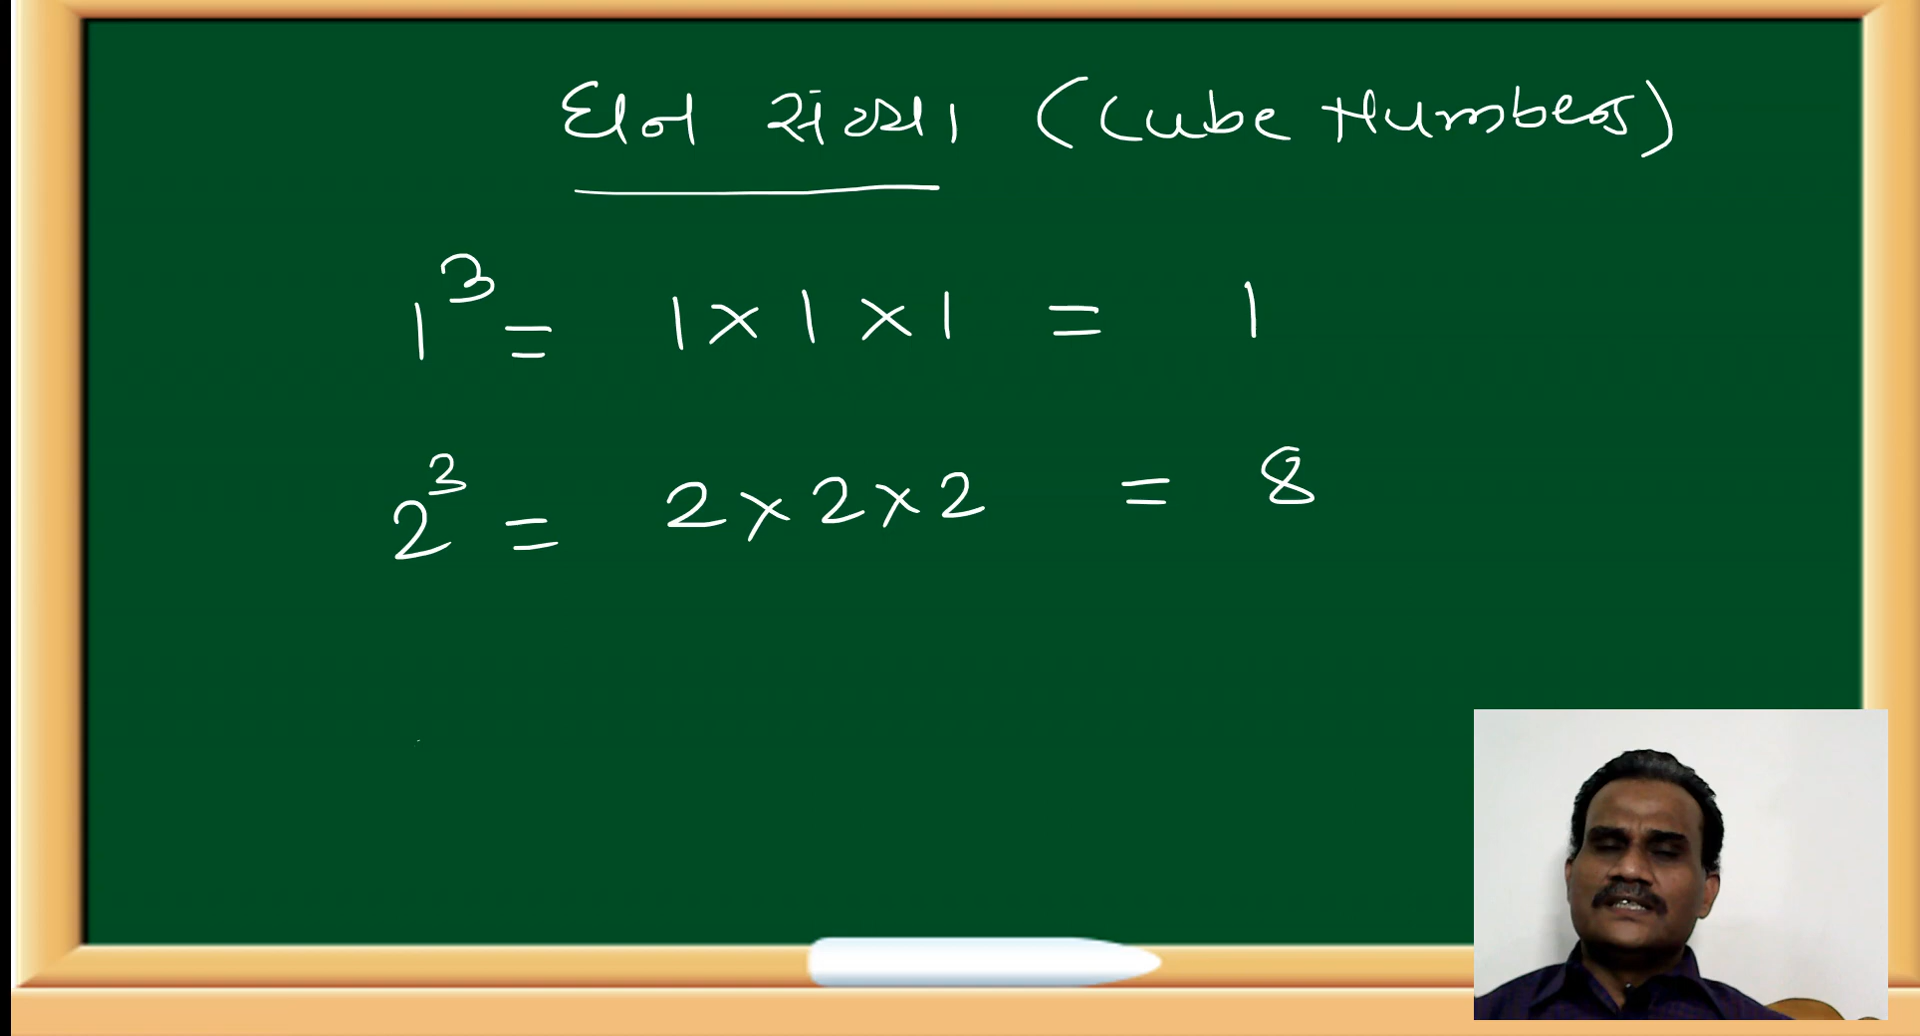 ઘન સંખ્યા (Cube Numbers)
1³ = 1 × 1 × 1 = 1
2³ = 2 × 2 × 2 = 8